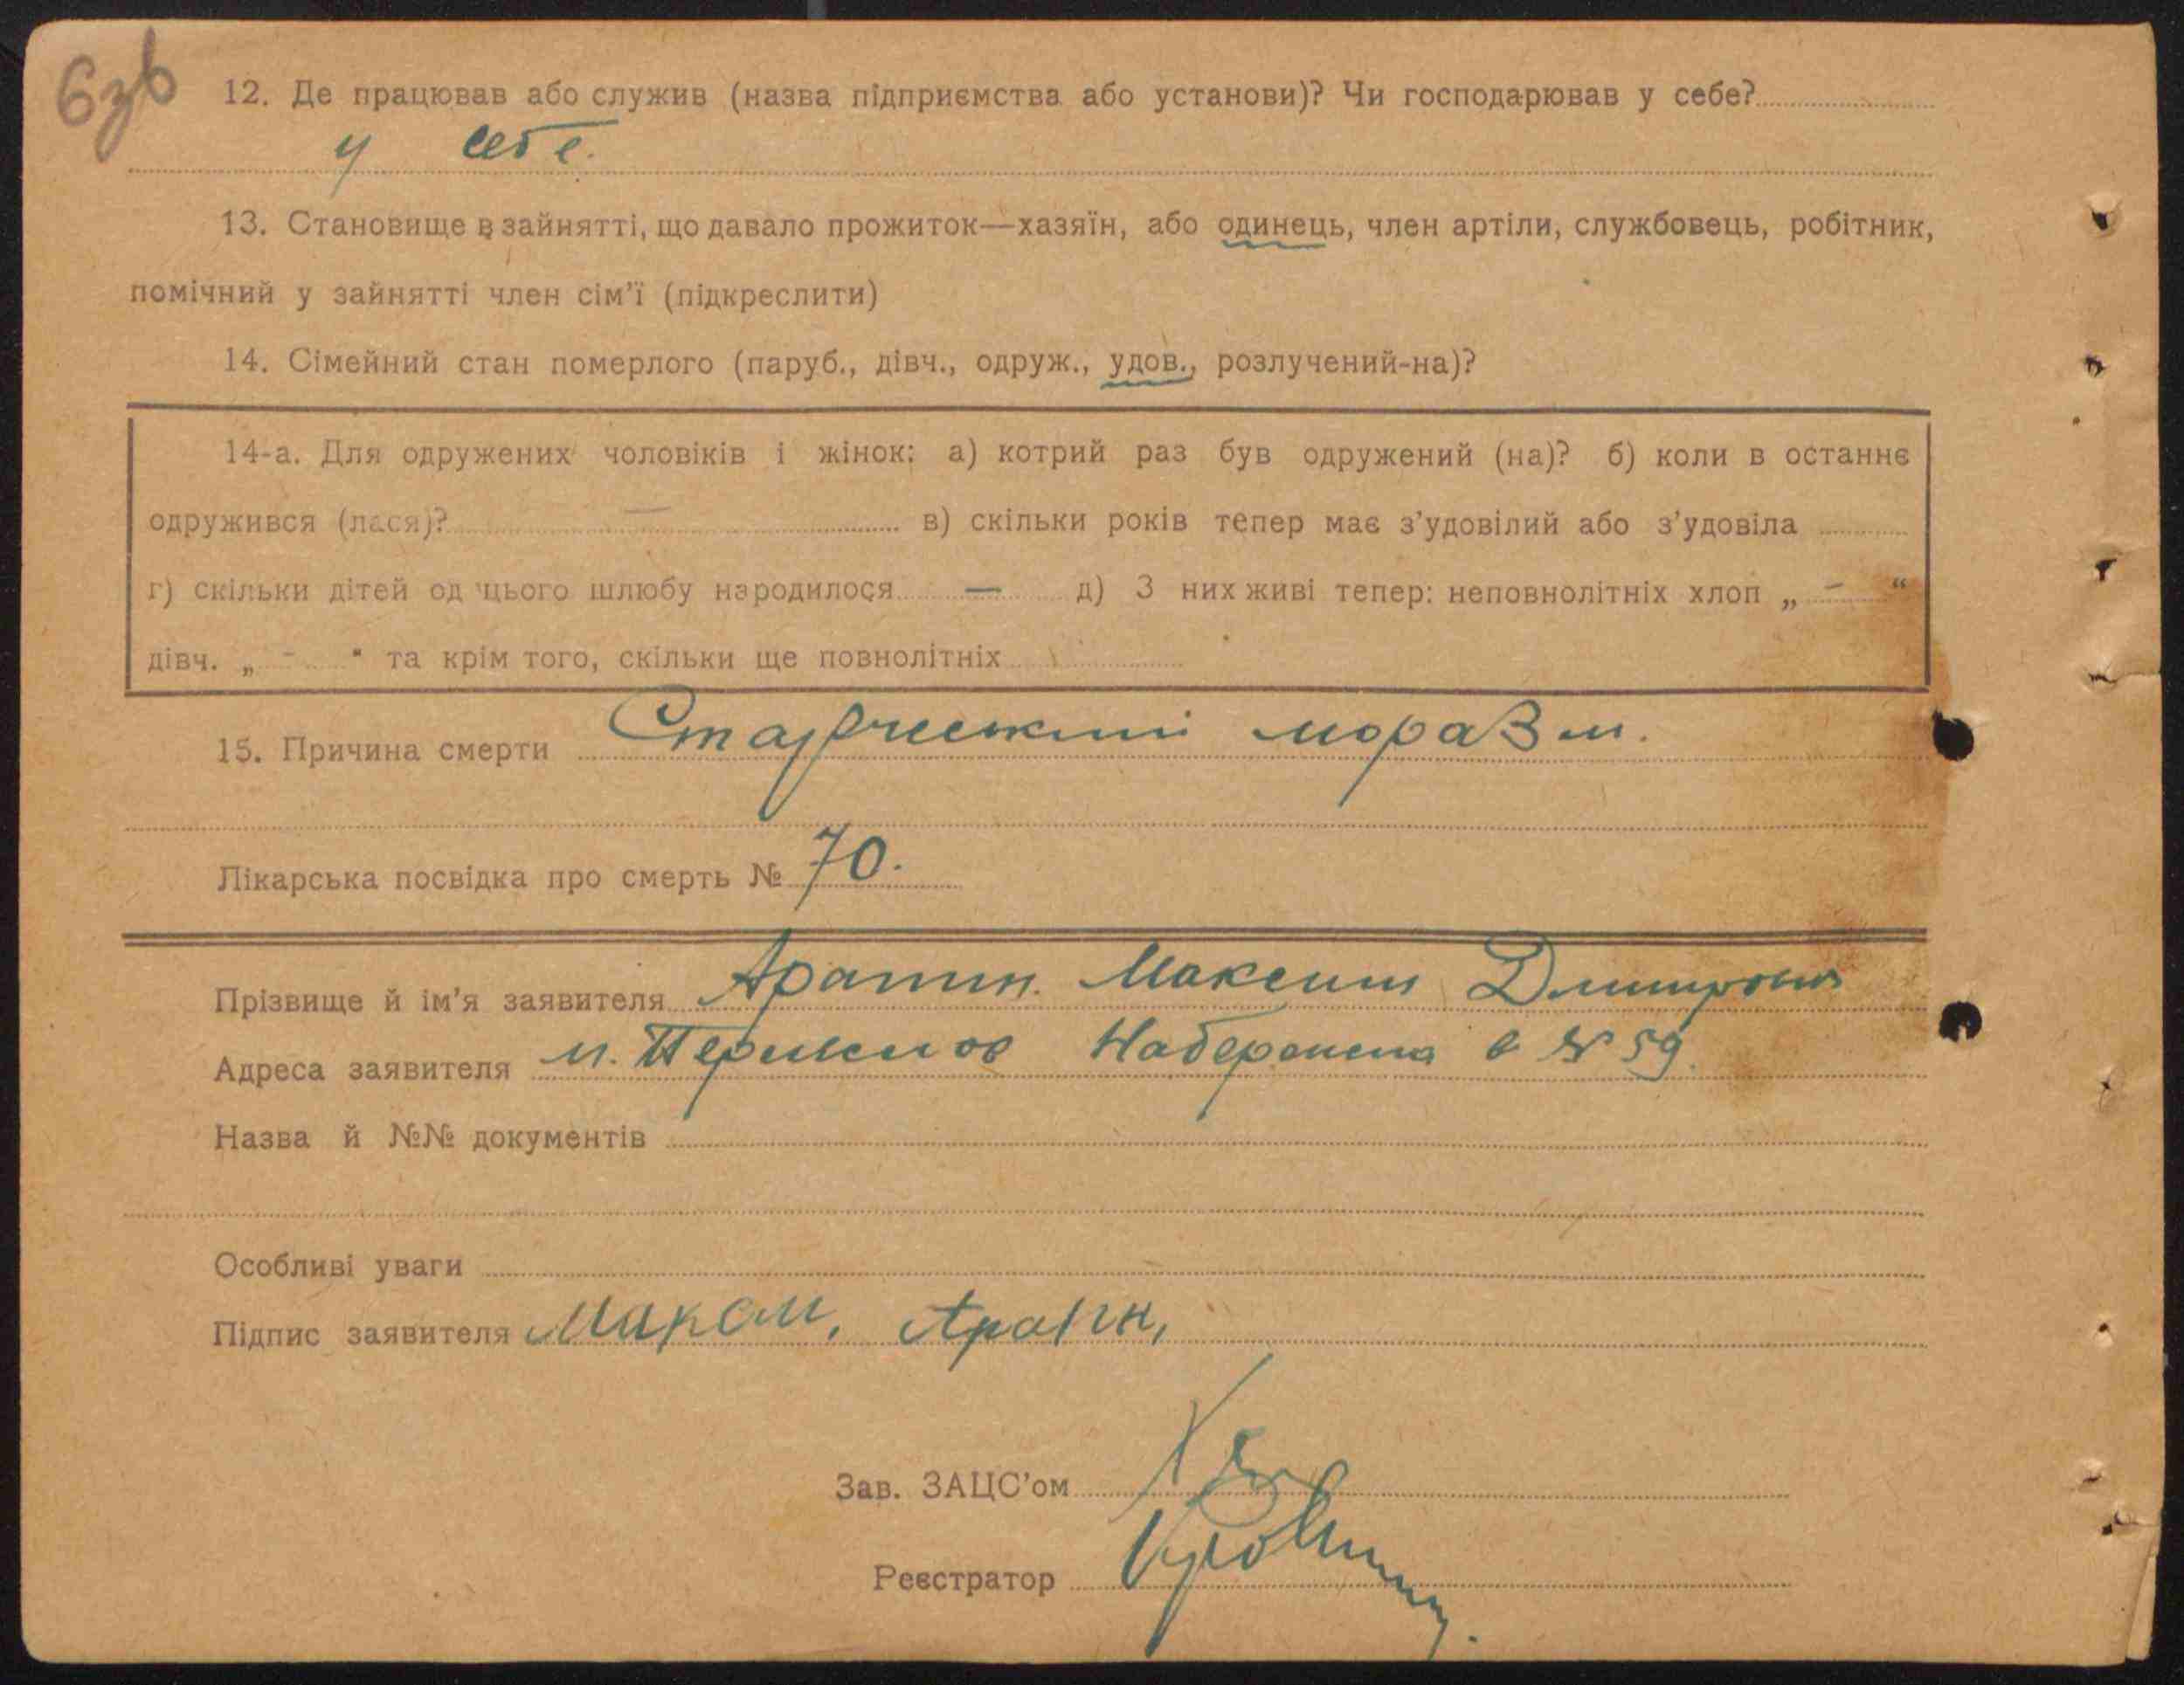 6зв
12. Де працював або служив (назва підприємства або установи)? Чи господарював у себе?
у себе.
13. Становище в зайнятті, що давало прожиток—хазяїн, або одинець, член артіли, службовець, робітник,
помічний у зайнятті член сім'ї (підкреслити)
14. Сімейний стан померлого (паруб., дівч., одруж., удов., розлучений-на)?
14-а. Для одружених чоловіків і жінок: а) котрий раз був одружений (на)? б) коли в останнє
одружився (лася)? — в) скільки років тепер має з'удовілий або з'удовіла
г) скільки дітей од цього шлюбу народилося — д) З них живі тепер: неповнолітніх хлоп „ - “
дівч. „ - “ та крім того, скільки ще повнолітніх
15. Причина смерти Старческий моразм.
Лікарська посвідка про смерть № 70.
Прізвище й ім'я заявителя Максим
Адреса заявителя м. в № 59.
Назва й №№ документів
Особливі уваги
Підпис заявителя
Зав. ЗАЦС'ом
Реєстратор